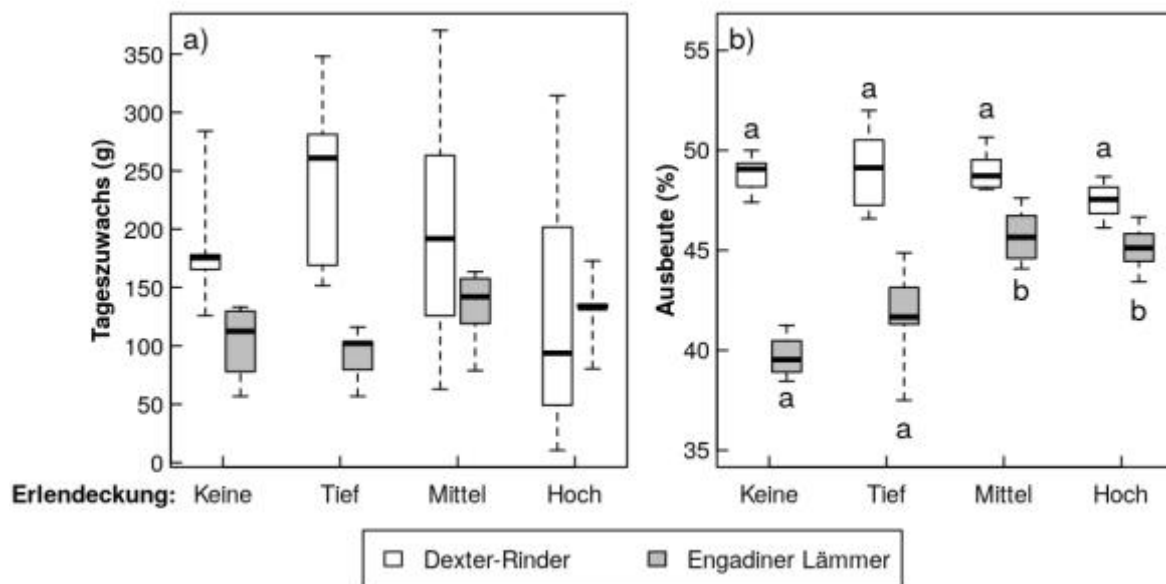 a)
Tageszuwachs (g)
350
300
250
200
150
100
50
0
b)
Ausbeute (%)
55
50
45
40
35
a
a
a
a
a
a
b
b
Erlendeckung: Keine Tief Mittel Hoch
Keine Tief Mittel Hoch
Dexter-Rinder Engadiner Lämmer